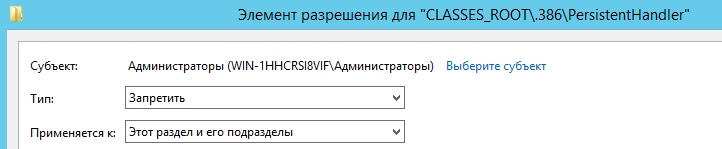 Элемент разрешения для "CLASSES_ROOT\.386\PersistentHandler"
Субъект: Администраторы (WIN-1HHCRSI8VIF\Администраторы) Выберите субъект
Тип: Запретить
Применяется к: Этот раздел и его подразделы